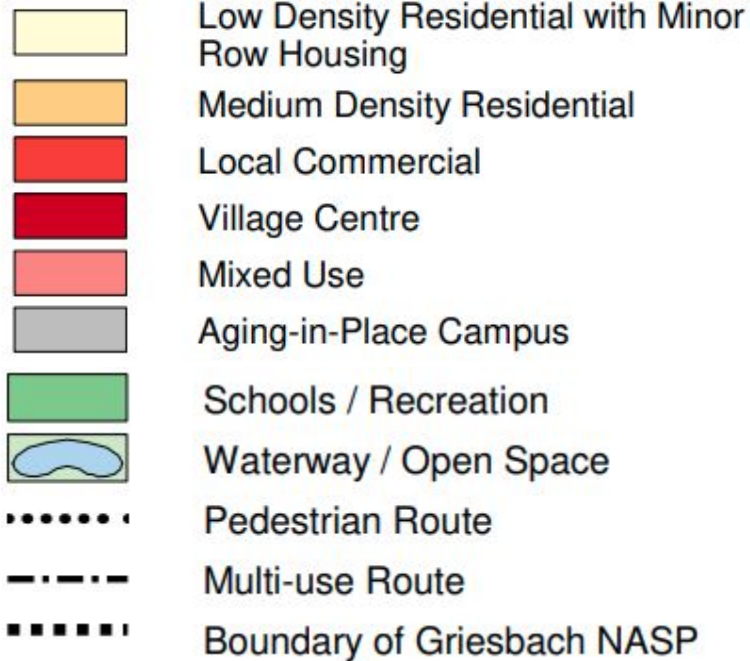 Low Density Residential with Minor
Row Housing
Medium Density Residential
Local Commercial
Village Centre
Mixed Use
Aging-in-Place Campus
Schools / Recreation
Waterway / Open Space
Pedestrian Route
Multi-use Route
Boundary of Griesbach NASP